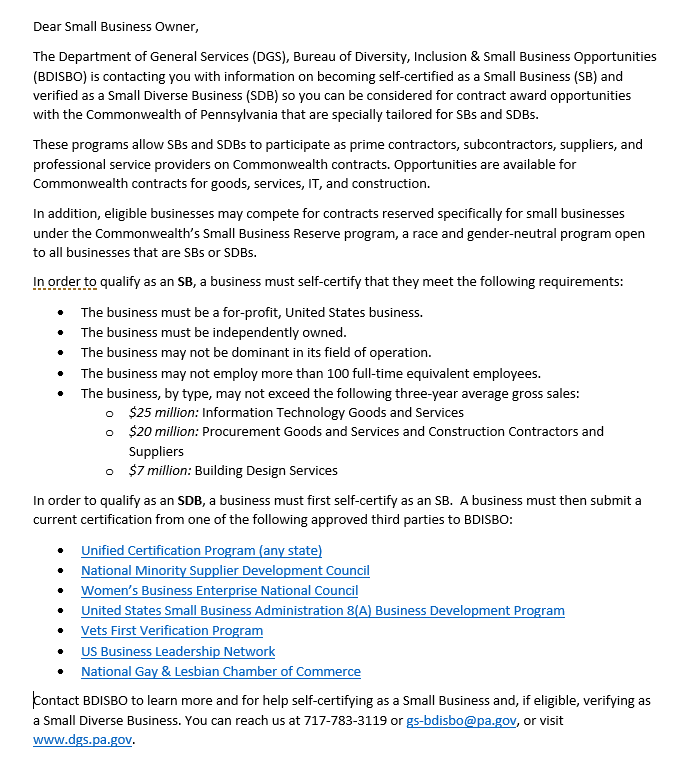 Dear Small Business Owner,
The Department of General Services (DGS), Bureau of Diversity, Inclusion & Small Business Opportunities
(BDISBO) is contacting you with information on becoming self-certified as a Small Business (SB) and
verified as a Small Diverse Business (SDB) so you can be considered for contract award opportunities
with the Commonwealth of Pennsylvania that are specially tailored for SBs and SDBs.
These programs allow SBs and SDBs to participate as prime contractors, subcontractors, suppliers, and
professional service providers on Commonwealth contracts. Opportunities are available for
Commonwealth contracts for goods, services, IT, and construction.
In addition, eligible businesses may compete for contracts reserved specifically for small businesses
under the Commonwealth’s Small Business Reserve program, a race and gender-neutral program open
to all businesses that are SBs or SDBs.
In order to qualify as an SB, a business must self-certify that they meet the following requirements:
• The business must be a for-profit, United States business.
• The business must be independently owned.
• The business may not be dominant in its field of operation.
• The business may not employ more than 100 full-time equivalent employees.
• The business, by type, may not exceed the following three-year average gross sales:
o $25 million: Information Technology Goods and Services
o $20 million: Procurement Goods and Services and Construction Contractors and
Suppliers
o $7 million: Building Design Services
In order to qualify as an SDB, a business must first self-certify as an SB.  A business must then submit a
current certification from one of the following approved third parties to BDISBO:
• Unified Certification Program (any state)
• National Minority Supplier Development Council
• Women’s Business Enterprise National Council
• United States Small Business Administration 8(A) Business Development Program
• Vets First Verification Program
• US Business Leadership Network
• National Gay & Lesbian Chamber of Commerce
Contact BDISBO to learn more and for help self-certifying as a Small Business and, if eligible, verifying as
a Small Diverse Business. You can reach us at 717-783-3119 or gs-bdisbo@pa.gov, or visit
www.dgs.pa.gov.